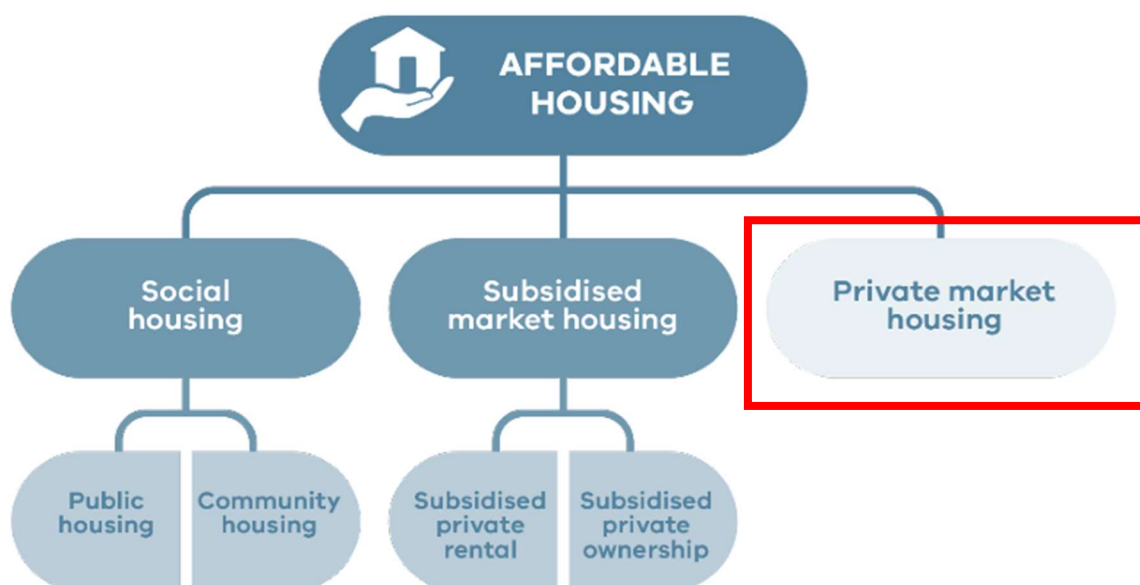 AFFORDABLE
HOUSING
Social
housing
Subsidised
market housing
Private market
housing
Public
housing
Community
housing
Subsidised
private
rental
Subsidised
private
ownership